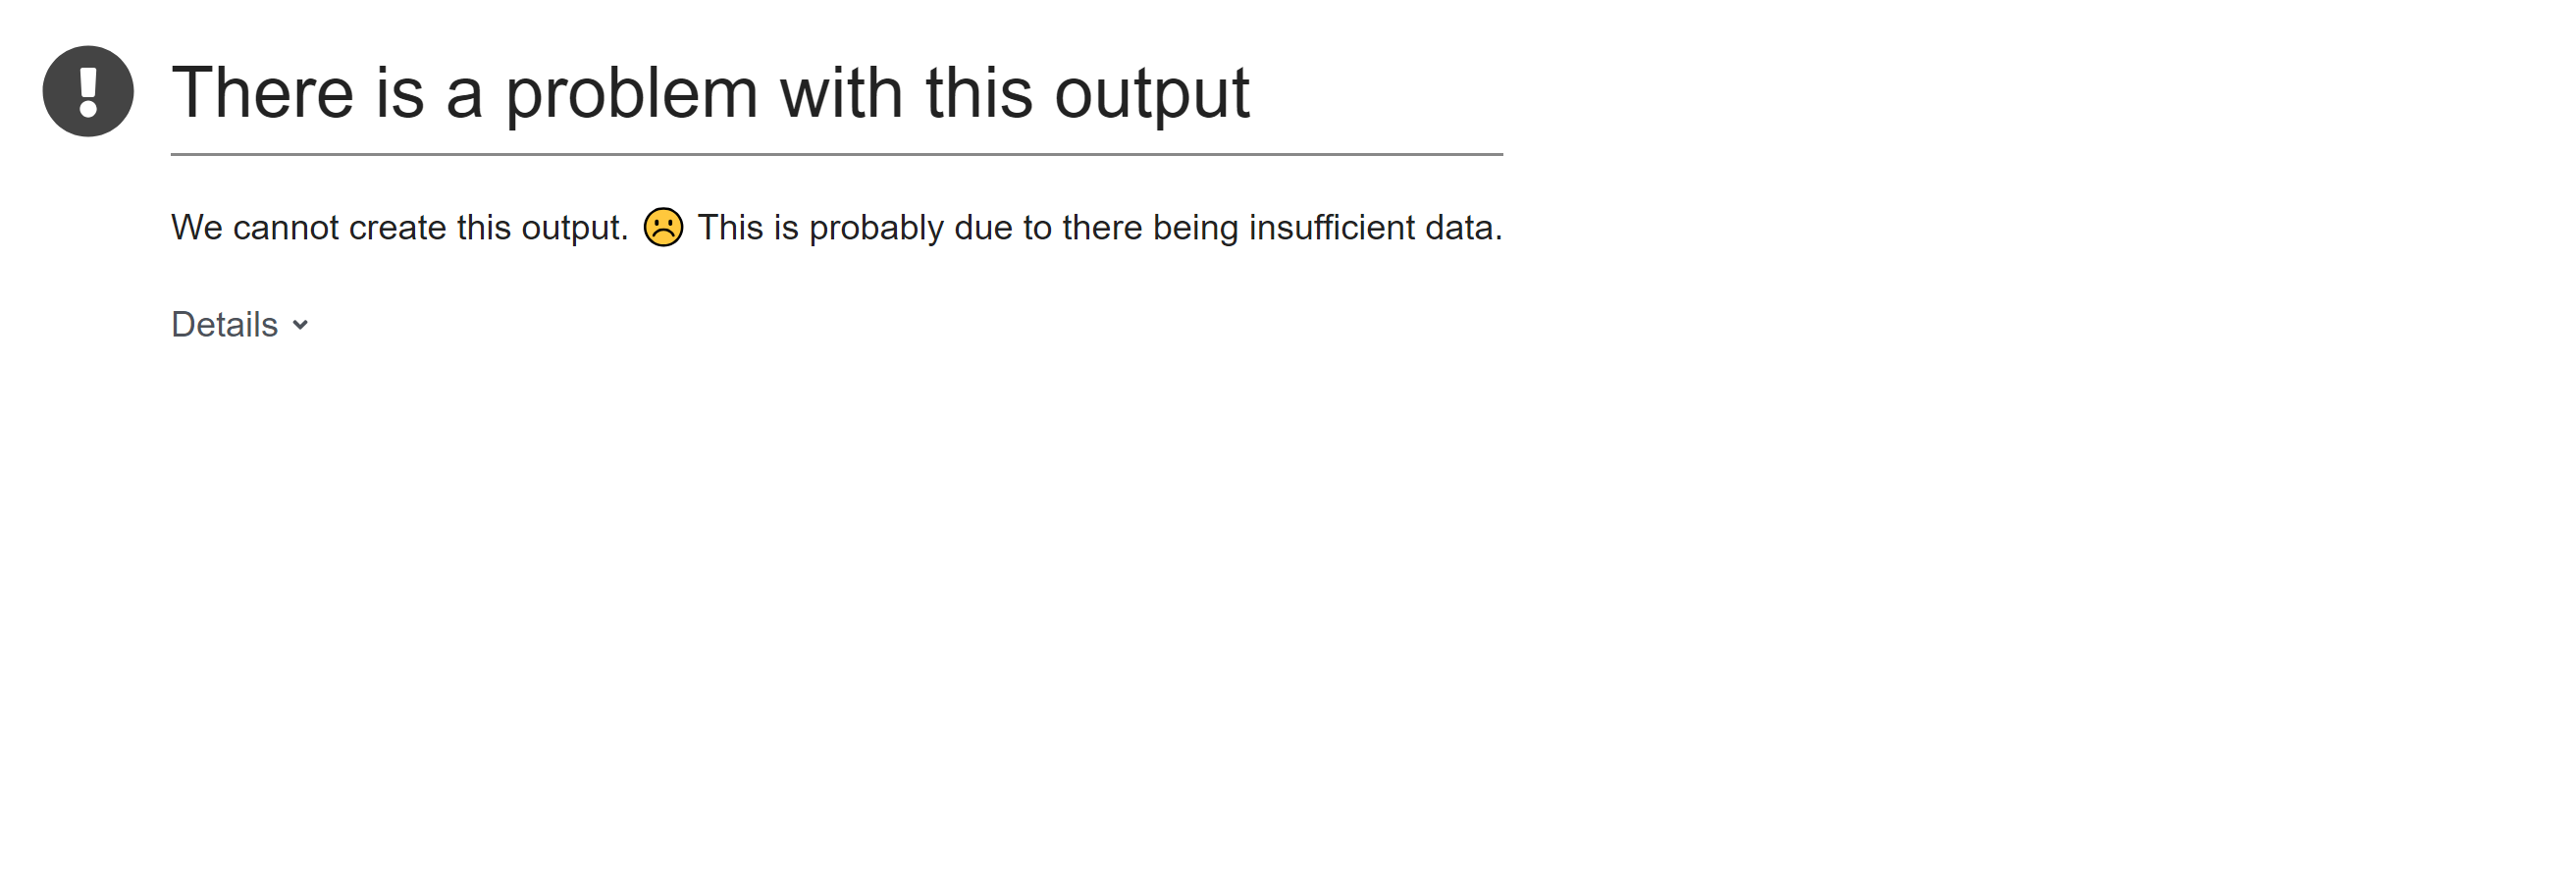 There is a problem with this output
We cannot create this output. ☹️ This is probably due to there being insufficient data.
Details